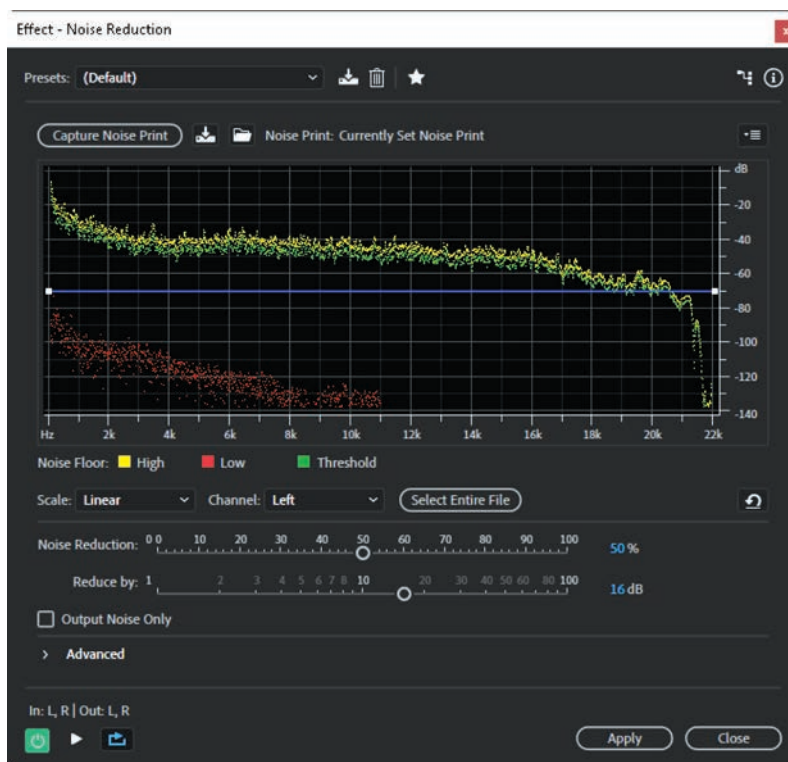 Effect - Noise Reduction
x
Presets: (Default)
Capture Noise Print Noise Print: Currently Set Noise Print
dB
-20
-40
-60
-80
-100
-120
-140
Hz 2k 4k 6k 8k 10k 12k 14k 16k 18k 20k 22k
Noise Floor: High Low Threshold
Scale: Linear Channel: Left Select Entire File
Noise Reduction: 0 0 10 20 30 40 50 60 70 80 90 100 50 %
Reduce by: 1 2 3 4 5 6 7 8 10 20 30 40 50 60 80 100 16 dB
Output Noise Only
> Advanced
In: L, R | Out: L, R
Apply Close